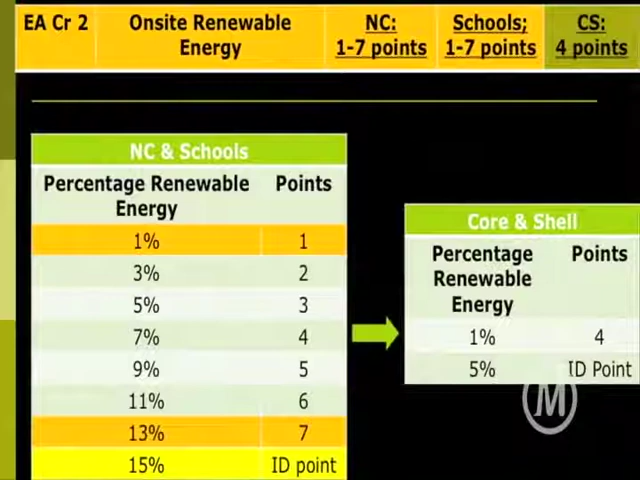 EA Cr 2 Onsite Renewable Energy NC: 1-7 points Schools; 1-7 points CS: 4 points
NC & Schools
Percentage Renewable Energy Points
1% 1
3% 2
5% 3
7% 4
9% 5
11% 6
13% 7
15% ID point
Core & Shell
Percentage Renewable Energy Points
1% 4
5% ID Point
M